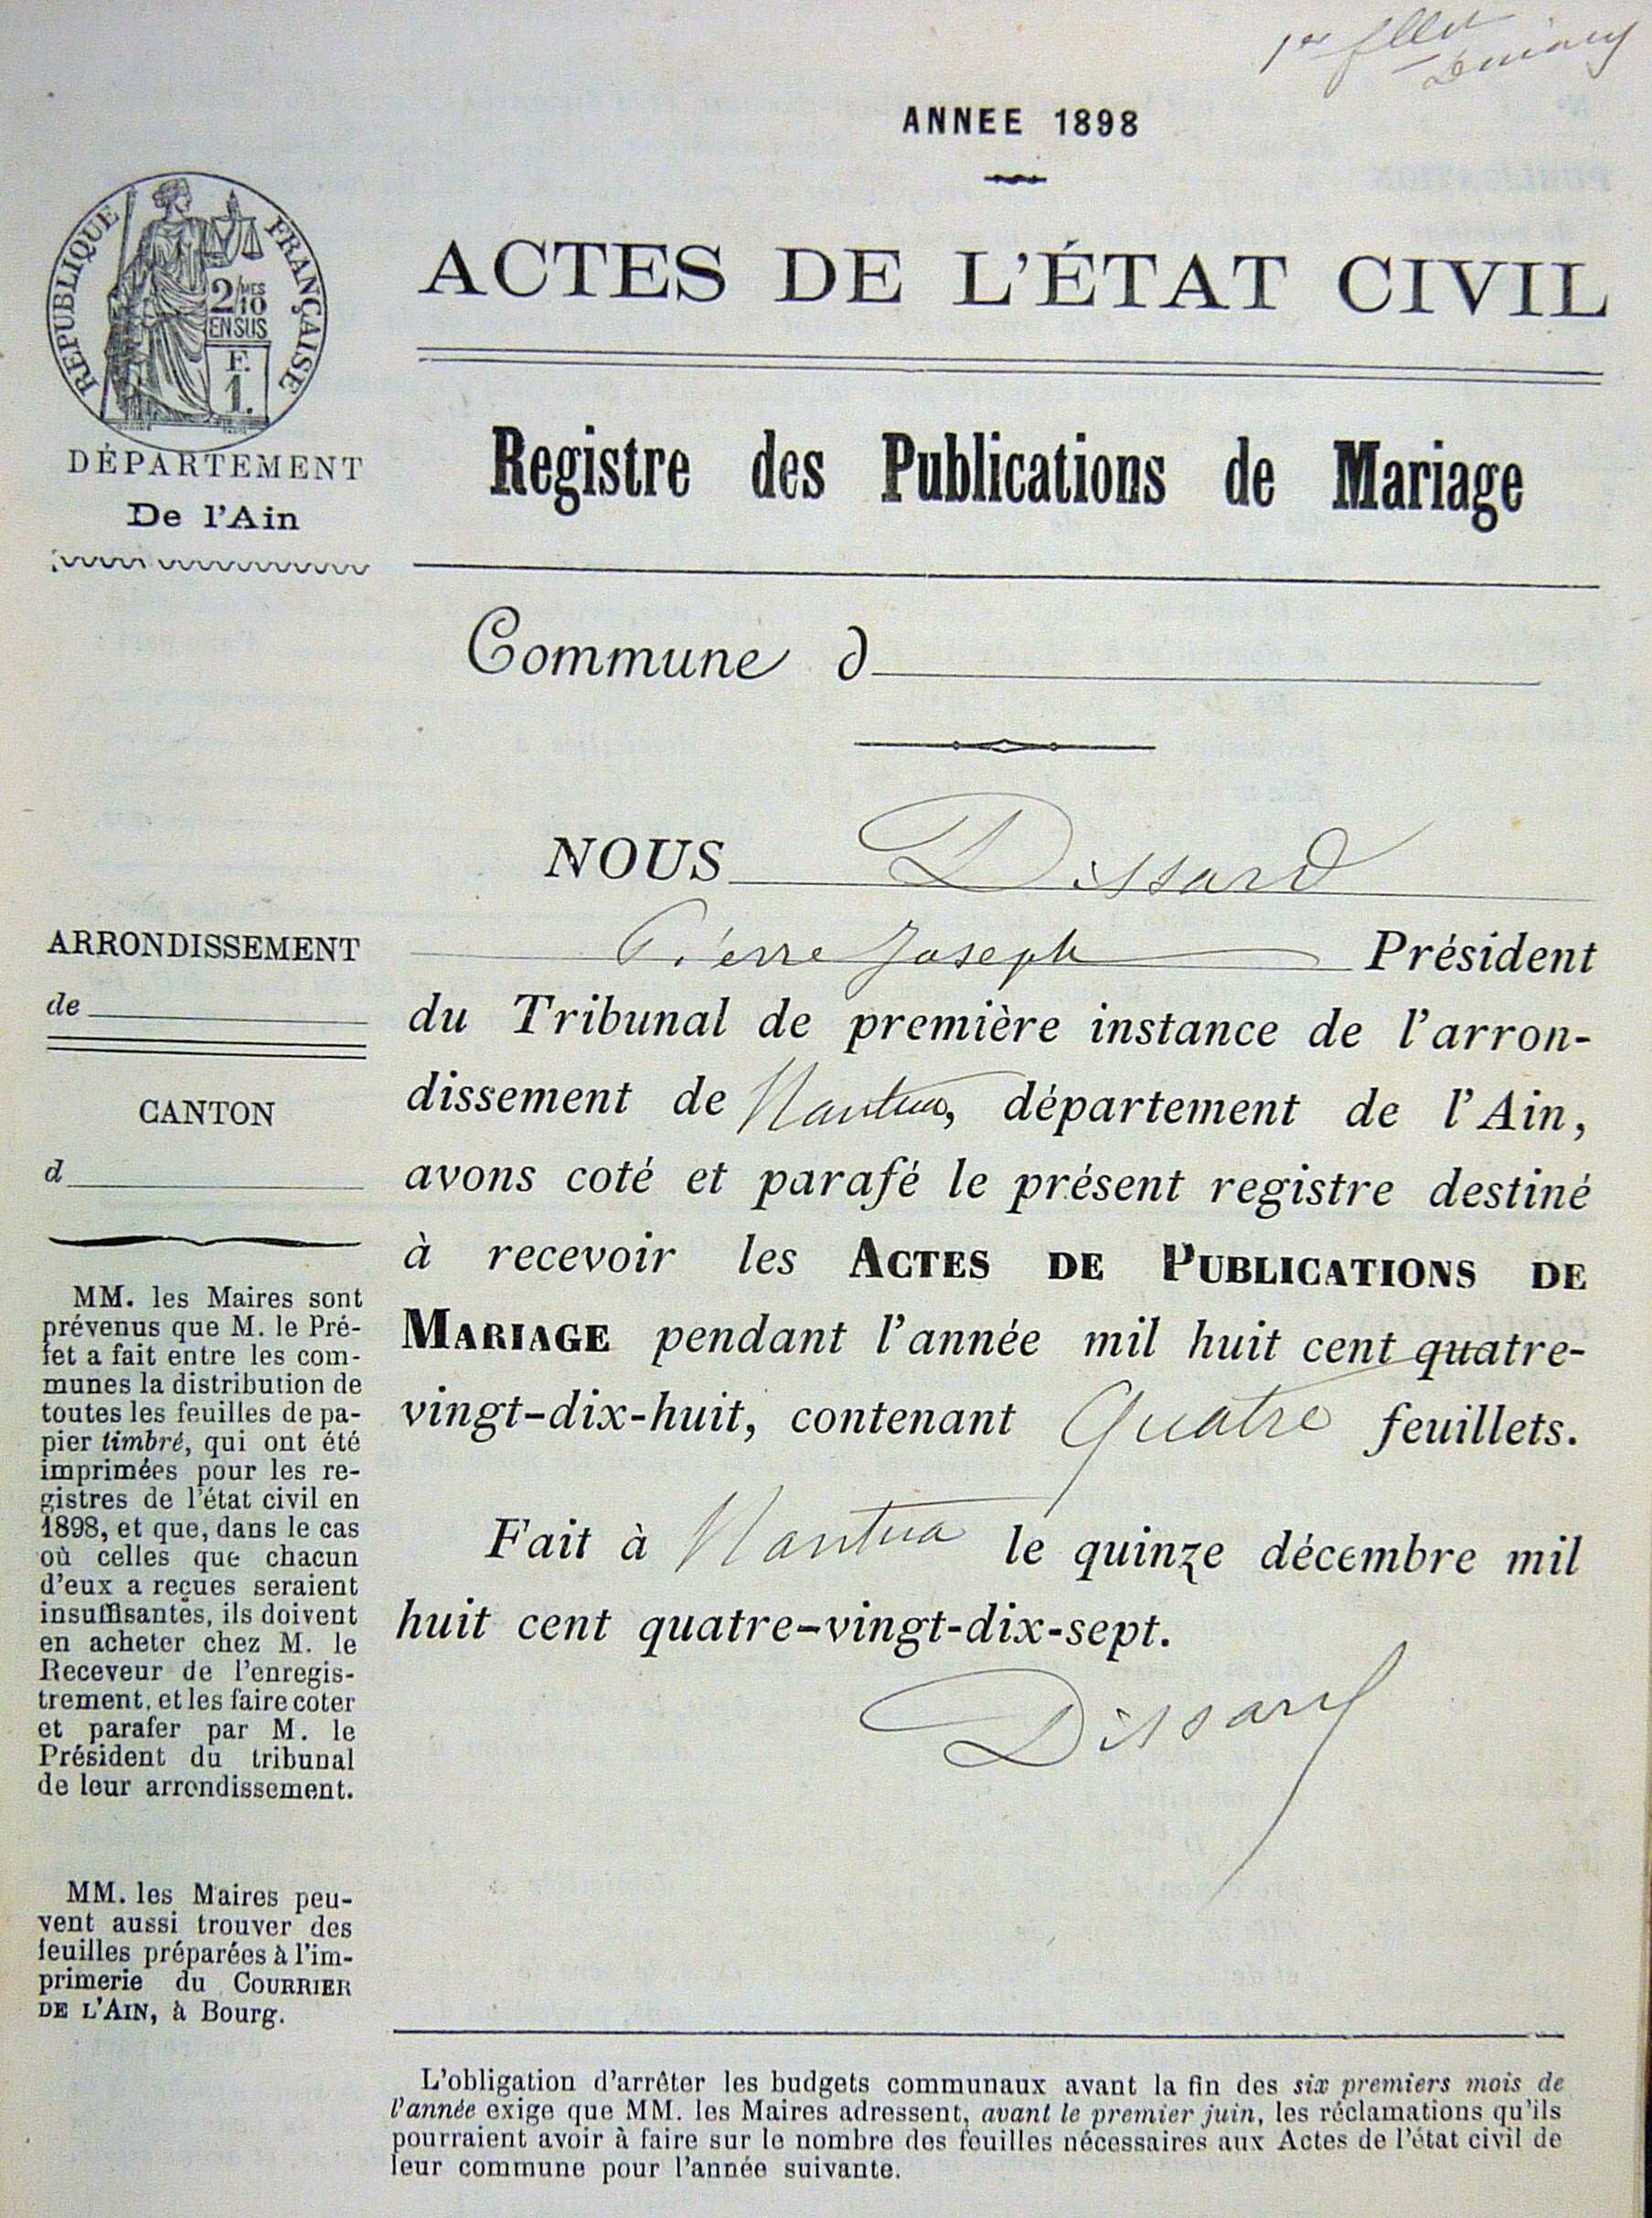 1er fllet
ANNEE 1898
RÉPUBLIQUE FRANÇAISE
2/MES 10
EN SUS
F.
1.
ACTES DE L'ÉTAT CIVIL
DÉPARTEMENT
De l'Ain
Registre des Publications de Mariage
Commune d
NOUS Dissard
Pierre Joseph Président
du Tribunal de première instance de l'arron-
dissement de Nantua, département de l'Ain,
avons coté et parafé le présent registre destiné
à recevoir les ACTES DE PUBLICATIONS DE
MARIAGE pendant l'année mil huit cent quatre-
vingt-dix-huit, contenant Quatre feuillets.
Fait à Nantua le quinze décembre mil
huit cent quatre-vingt-dix-sept.
Dissard
ARRONDISSEMENT
de
CANTON
d
MM. les Maires sont
prévenus que M. le Pré-
fet a fait entre les com-
munes la distribution de
toutes les feuilles de pa-
pier timbré, qui ont été
imprimées pour les re-
gistres de l'état civil en
1898, et que, dans le cas
où celles que chacun
d'eux a reçues seraient
insuffisantes, ils doivent
en acheter chez M. le
Receveur de l'enregis-
trement, et les faire coter
et parafer par M. le
Président du tribunal
de leur arrondissement.
MM. les Maires peu-
vent aussi trouver des
feuilles préparées à l'im-
primerie du COURRIER
DE L'AIN, à Bourg.
L'obligation d'arrêter les budgets communaux avant la fin des six premiers mois de
l'année exige que MM. les Maires adressent, avant le premier juin, les réclamations qu'ils
pourraient avoir à faire sur le nombre des feuilles nécessaires aux Actes de l'état civil de
leur commune pour l'année suivante.